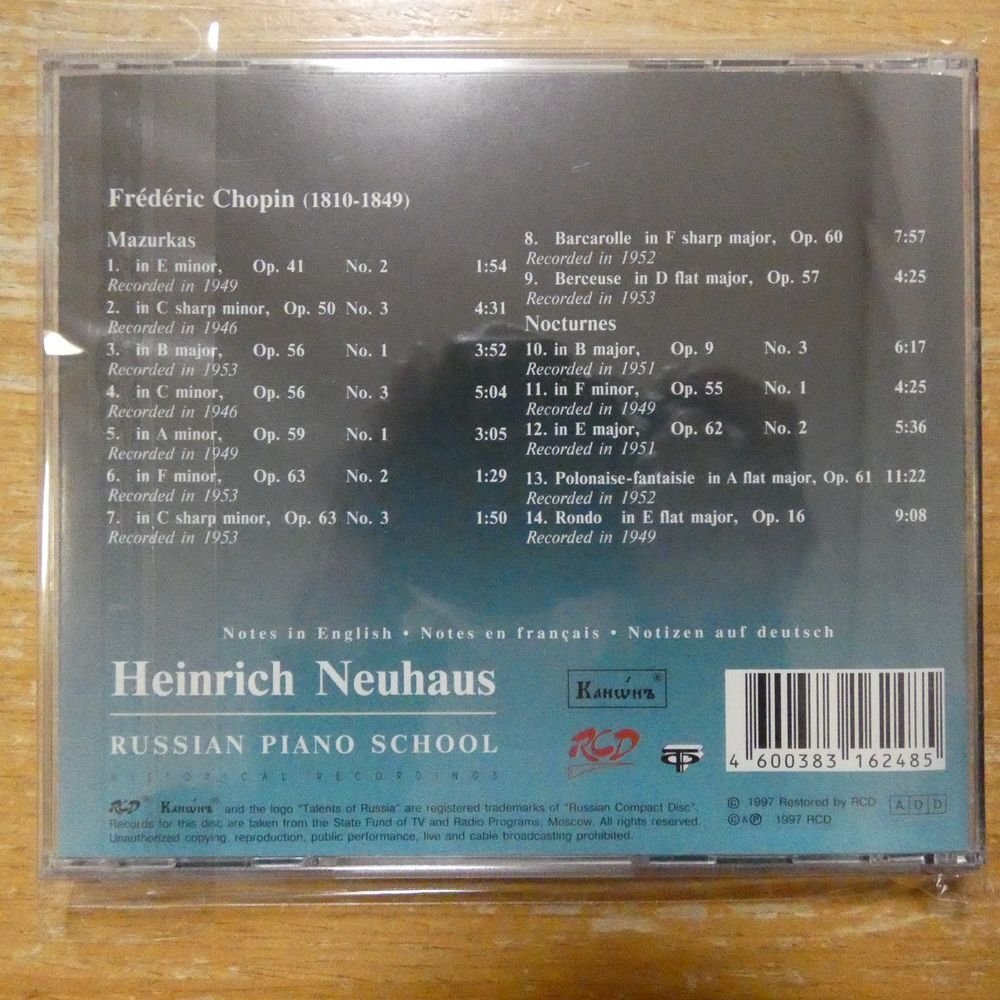 Frédéric Chopin (1810-1849)
Mazurkas
1. in E minor, Op. 41 No. 2 1:54
Recorded in 1949
2. in C sharp minor, Op. 50 No. 3 4:31
Recorded in 1946
3. in B major, Op. 56 No. 1 3:52
Recorded in 1953
4. in C minor, Op. 56 No. 3 5:04
Recorded in 1946
5. in A minor, Op. 59 No. 1 3:05
Recorded in 1949
6. in F minor, Op. 63 No. 2 1:29
Recorded in 1953
7. in C sharp minor, Op. 63 No. 3 1:50
Recorded in 1953
8. Barcarolle in F sharp major, Op. 60 7:57
Recorded in 1952
9. Berceuse in D flat major, Op. 57 4:25
Recorded in 1953
Nocturnes
10. in B major, Op. 9 No. 3 6:17
Recorded in 1951
11. in F minor, Op. 55 No. 1 4:25
Recorded in 1949
12. in E major, Op. 62 No. 2 5:36
Recorded in 1951
13. Polonaise-fantaisie in A flat major, Op. 61 11:22
Recorded in 1952
14. Rondo in E flat major, Op. 16 9:08
Recorded in 1949
Notes in English • Notes en français • Notizen auf deutsch
Heinrich Neuhaus
RUSSIAN PIANO SCHOOL
HISTORICAL RECORDINGS
Канѡ́нъ ®
RCD
4 600383 162485
RCD ® Канѡ́нъ ® and the logo "Talents of Russia" are registered trademarks of "Russian Compact Disc".
Records for this disc are taken from the State Fund of TV and Radio Programs; Moscow. All rights reserved.
Unauthorized copying, reproduction, public performance, live and cable broadcasting prohibited.
© 1997 Restored by RCD
©&℗ 1997 RCD
ADD